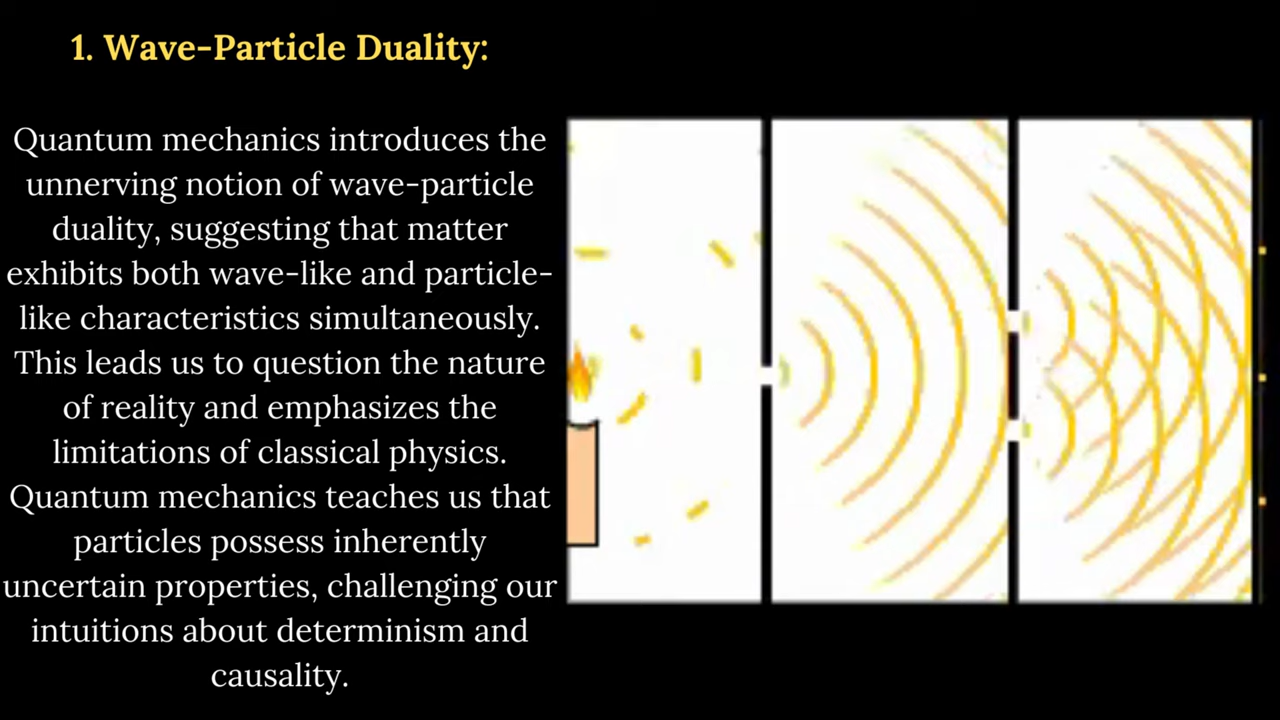 1. Wave-Particle Duality:
Quantum mechanics introduces the
unnerving notion of wave-particle
duality, suggesting that matter
exhibits both wave-like and particle-
like characteristics simultaneously.
This leads us to question the nature
of reality and emphasizes the
limitations of classical physics.
Quantum mechanics teaches us that
particles possess inherently
uncertain properties, challenging our
intuitions about determinism and
causality.